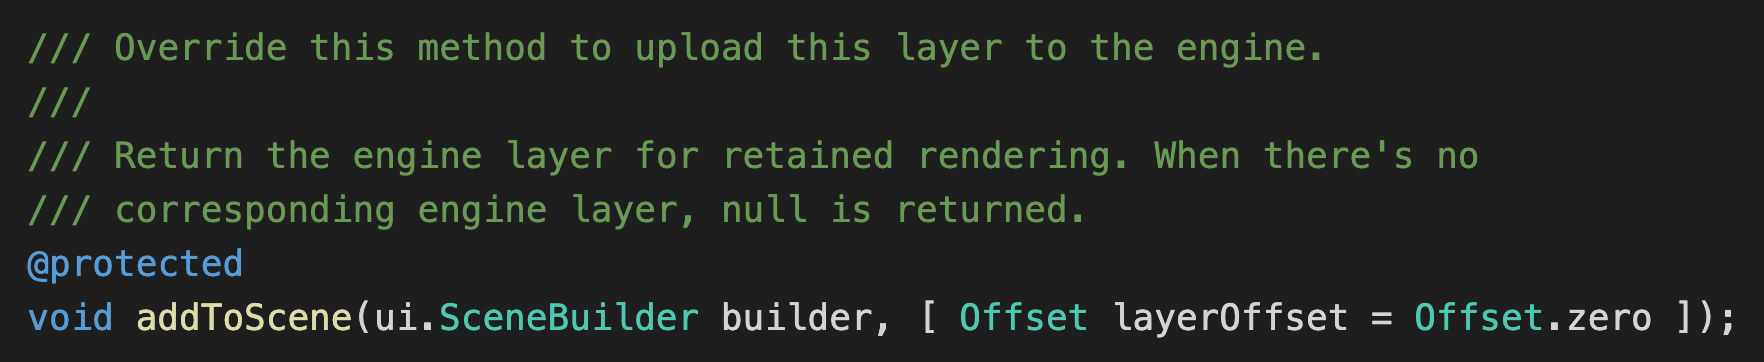 /// Override this method to upload this layer to the engine.
///
/// Return the engine layer for retained rendering. When there's no
/// corresponding engine layer, null is returned.
@protected
void addToScene(ui.SceneBuilder builder, [ Offset layerOffset = Offset.zero ]);